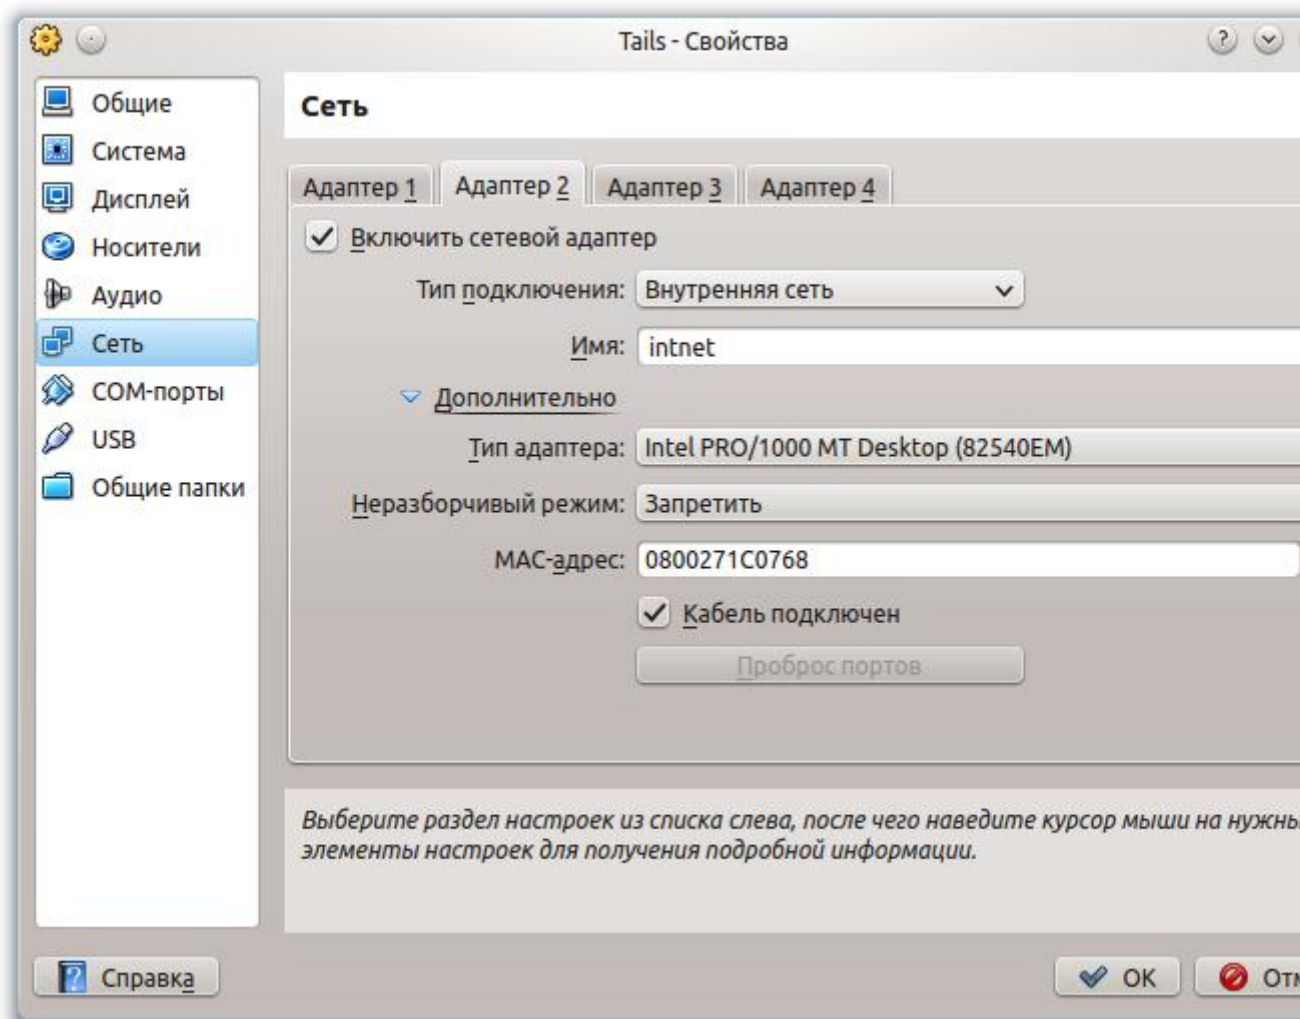 Tails - Свойства
Общие
Система
Дисплей
Носители
Аудио
Сеть
COM-порты
USB
Общие папки
Сеть
Адаптер 1 Адаптер 2 Адаптер 3 Адаптер 4
Включить сетевой адаптер
Тип подключения: Внутренняя сеть
Имя: intnet
Дополнительно
Тип адаптера: Intel PRO/1000 MT Desktop (82540EM)
Неразборчивый режим: Запретить
MAC-адрес: 0800271C0768
Кабель подключен
Проброс портов
Выберите раздел настроек из списка слева, после чего наведите курсор мыши на
элементы настроек для получения подробной информации.
Справка OK